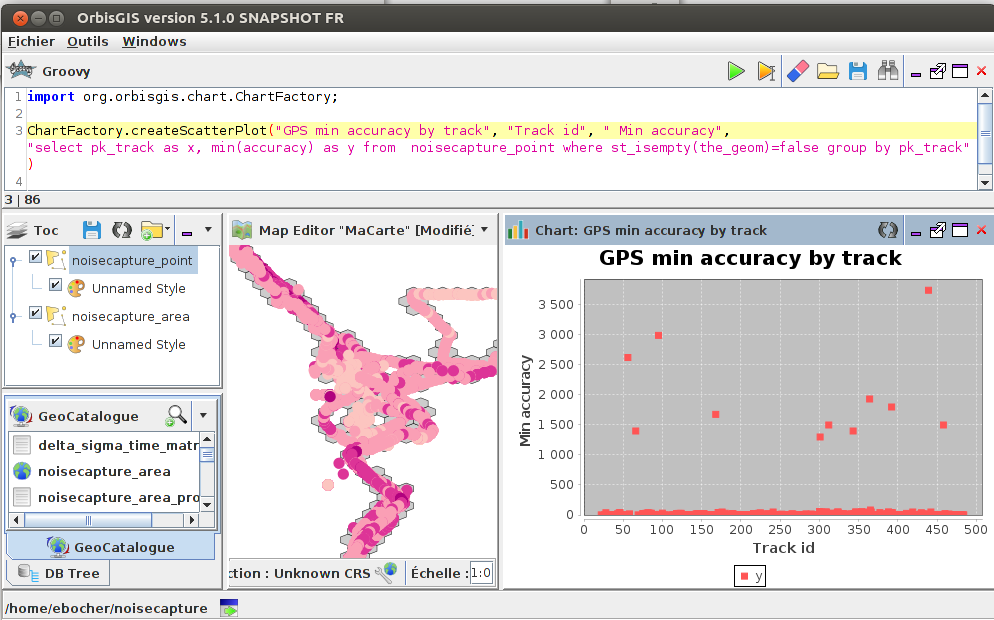 OrbisGIS version 5.1.0 SNAPSHOT FR
Fichier Outils Windows
Groovy
1 import org.orbisgis.chart.ChartFactory;
2
3 ChartFactory.createScatterPlot("GPS min accuracy by track", "Track id", " Min accuracy",
"select pk_track as x, min(accuracy) as y from  noisecapture_point where st_isempty(the_geom)=false group by pk_track"
)
4
3 | 86
Toc
noisecapture_point
Unnamed Style
noisecapture_area
Unnamed Style
GeoCatalogue
delta_sigma_time_matr
noisecapture_area
noisecapture_area_pro
GeoCatalogue
DB Tree
Map Editor "MaCarte" [Modifié]
ction : Unknown CRS
Échelle :
1:0
Chart: GPS min accuracy by track
GPS min accuracy by track
Min accuracy
3 500
3 000
2 500
2 000
1 500
1 000
500
0
0 50 100 150 200 250 300 350 400 450 500
Track id
y
/home/ebocher/noisecapture